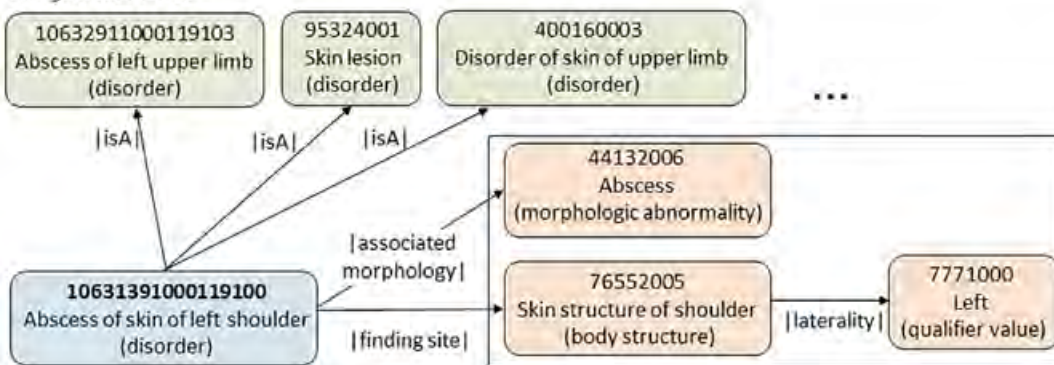 10632911000119103
Abscess of left upper limb
(disorder)
95324001
Skin lesion
(disorder)
400160003
Disorder of skin of upper limb
(disorder)
...
|isA|
|isA|
|isA|
44132006
Abscess
(morphologic abnormality)
|associated
morphology|
10631391000119100
Abscess of skin of left shoulder
(disorder)
|finding site|
76552005
Skin structure of shoulder
(body structure)
|laterality|
7771000
Left
(qualifier value)